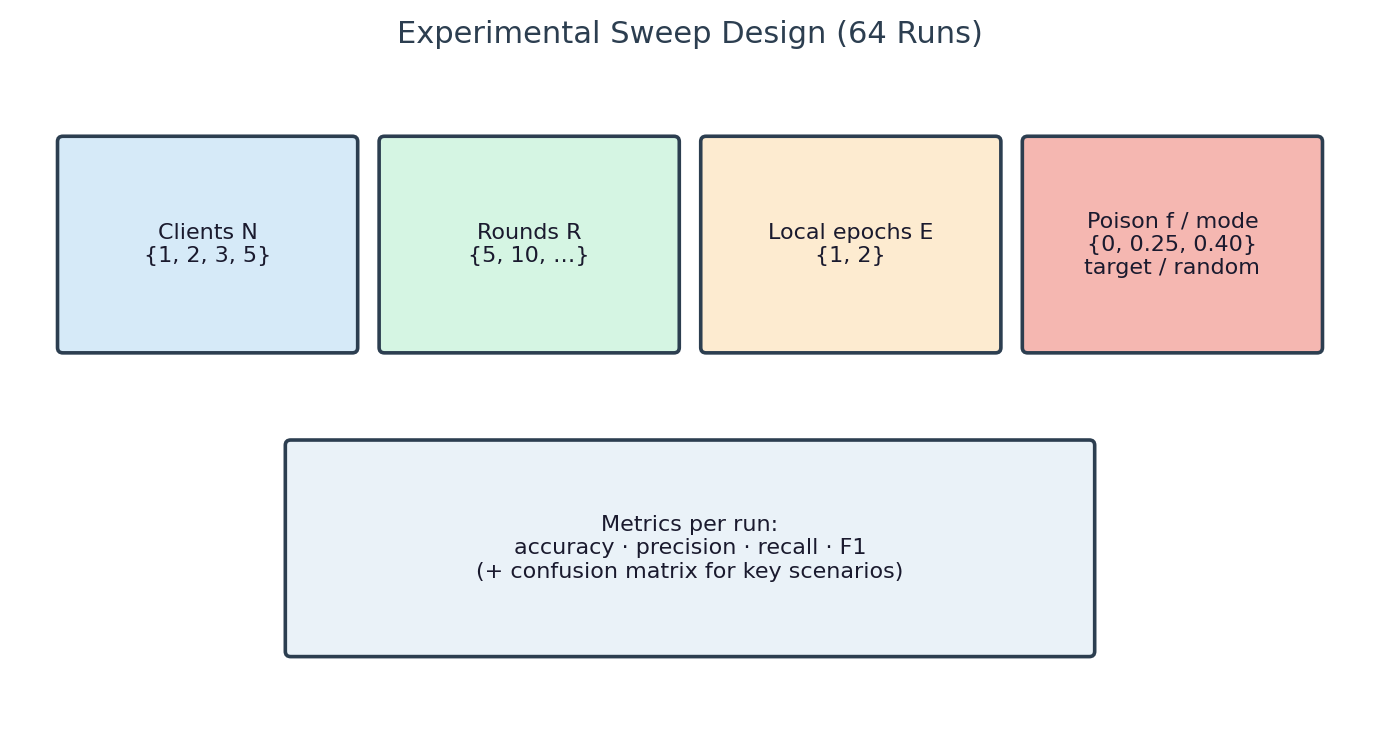 Experimental Sweep Design (64 Runs)
Clients N
{1, 2, 3, 5}
Rounds R
{5, 10, ...}
Local epochs E
{1, 2}
Poison f / mode
{0, 0.25, 0.40}
target / random
Metrics per run:
accuracy · precision · recall · F1
(+ confusion matrix for key scenarios)